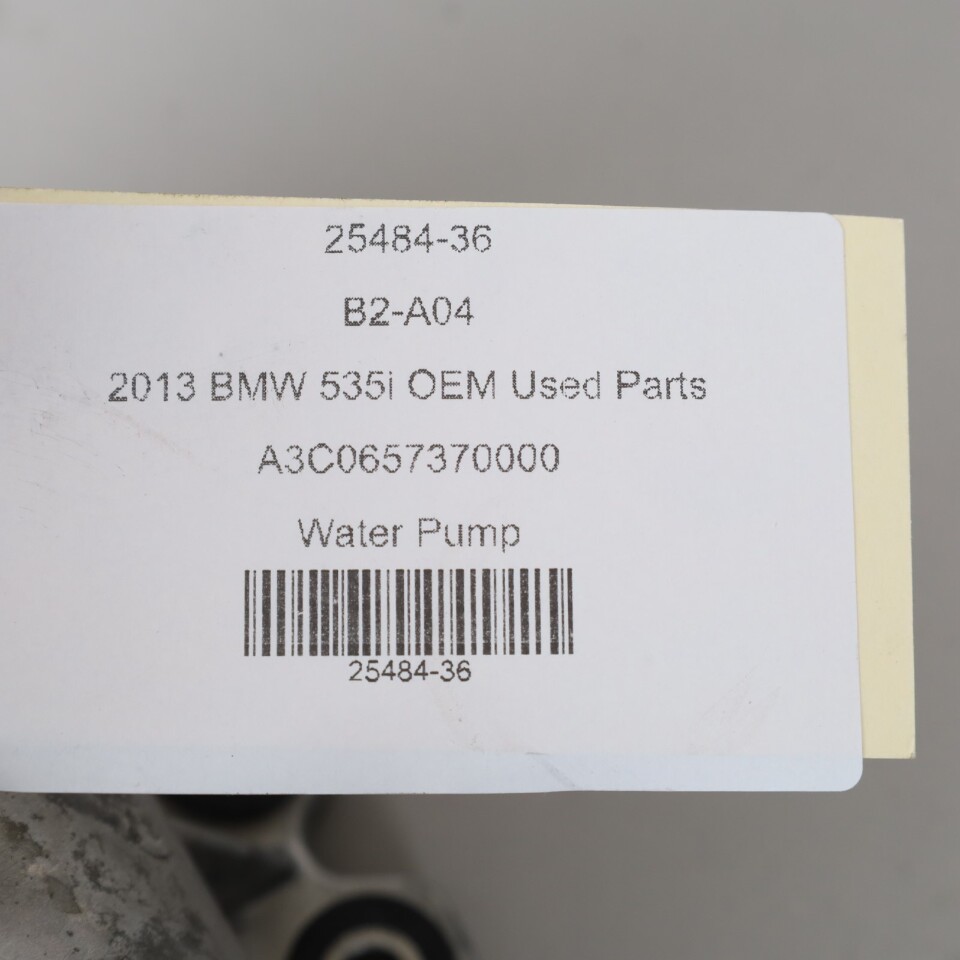 25484-36
B2-A04
2013 BMW 535i OEM Used Parts
A3C0657370000
Water Pump
25484-36